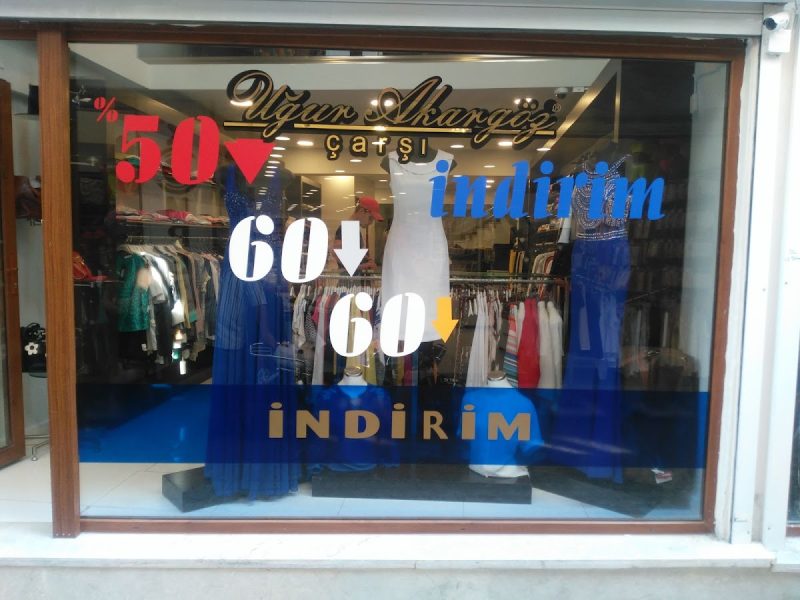 Uğur Akargöz®
çarşı
%50
indirim
60
60
İNDİRİM